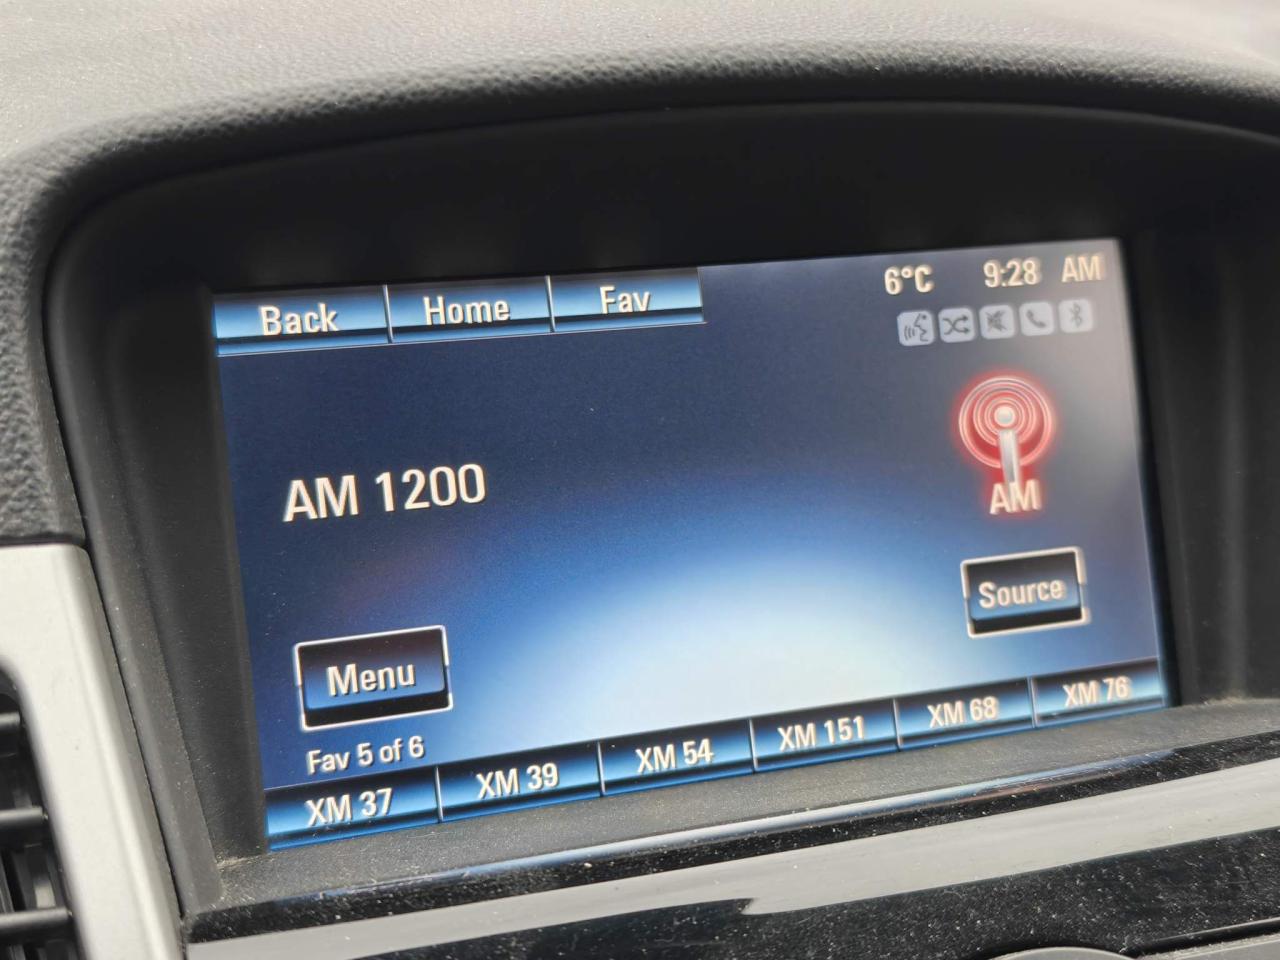 Back Home Fav 6°C 9:28 AM
AM 1200
AM
Source
Menu
Fav 5 of 6
XM 37 XM 39 XM 54 XM 151 XM 68 XM 76